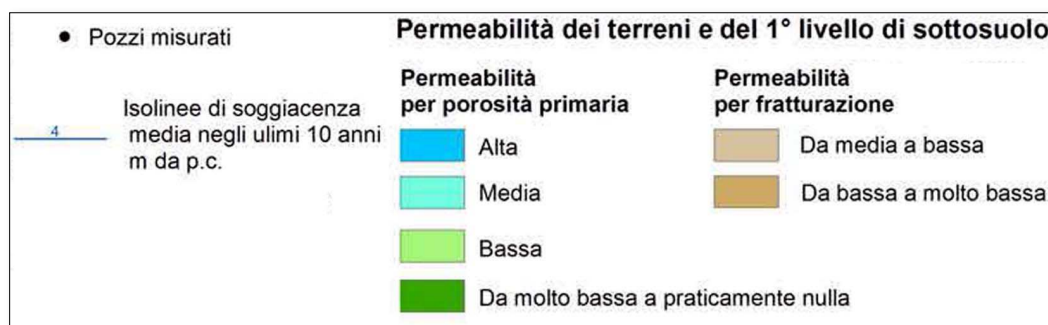 Pozzi misurati
4
Isolinee di soggiacenza
media negli ulimi 10 anni
m da p.c.
Permeabilità dei terreni e del 1° livello di sottosuolo
Permeabilità
per porosità primaria
Alta
Media
Bassa
Da molto bassa a praticamente nulla
Permeabilità
per fratturazione
Da media a bassa
Da bassa a molto bassa